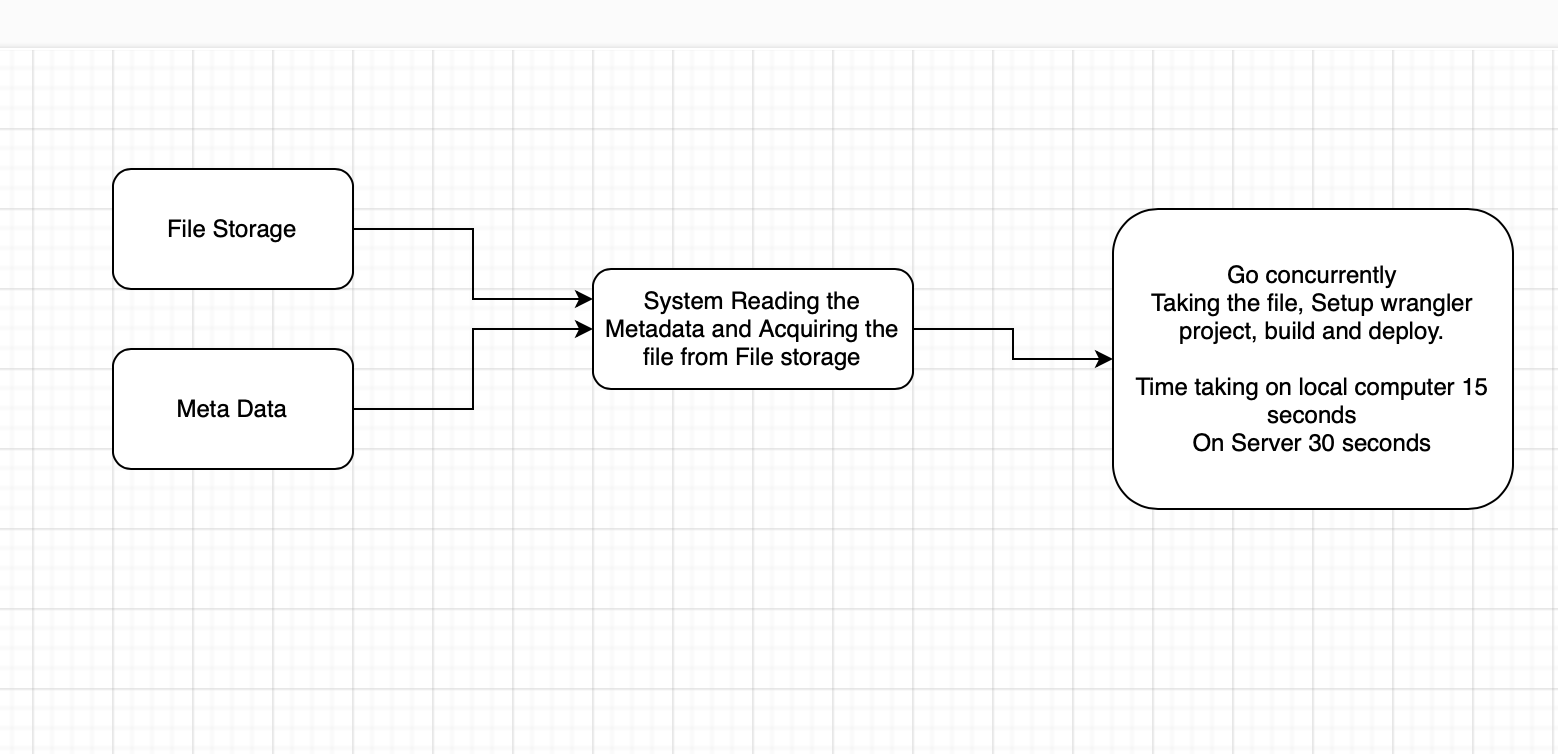 File Storage
Meta Data
System Reading the
Metadata and Acquiring the
file from File storage
Go concurrently
Taking the file, Setup wrangler
project, build and deploy.
Time taking on local computer 15
seconds
On Server 30 seconds